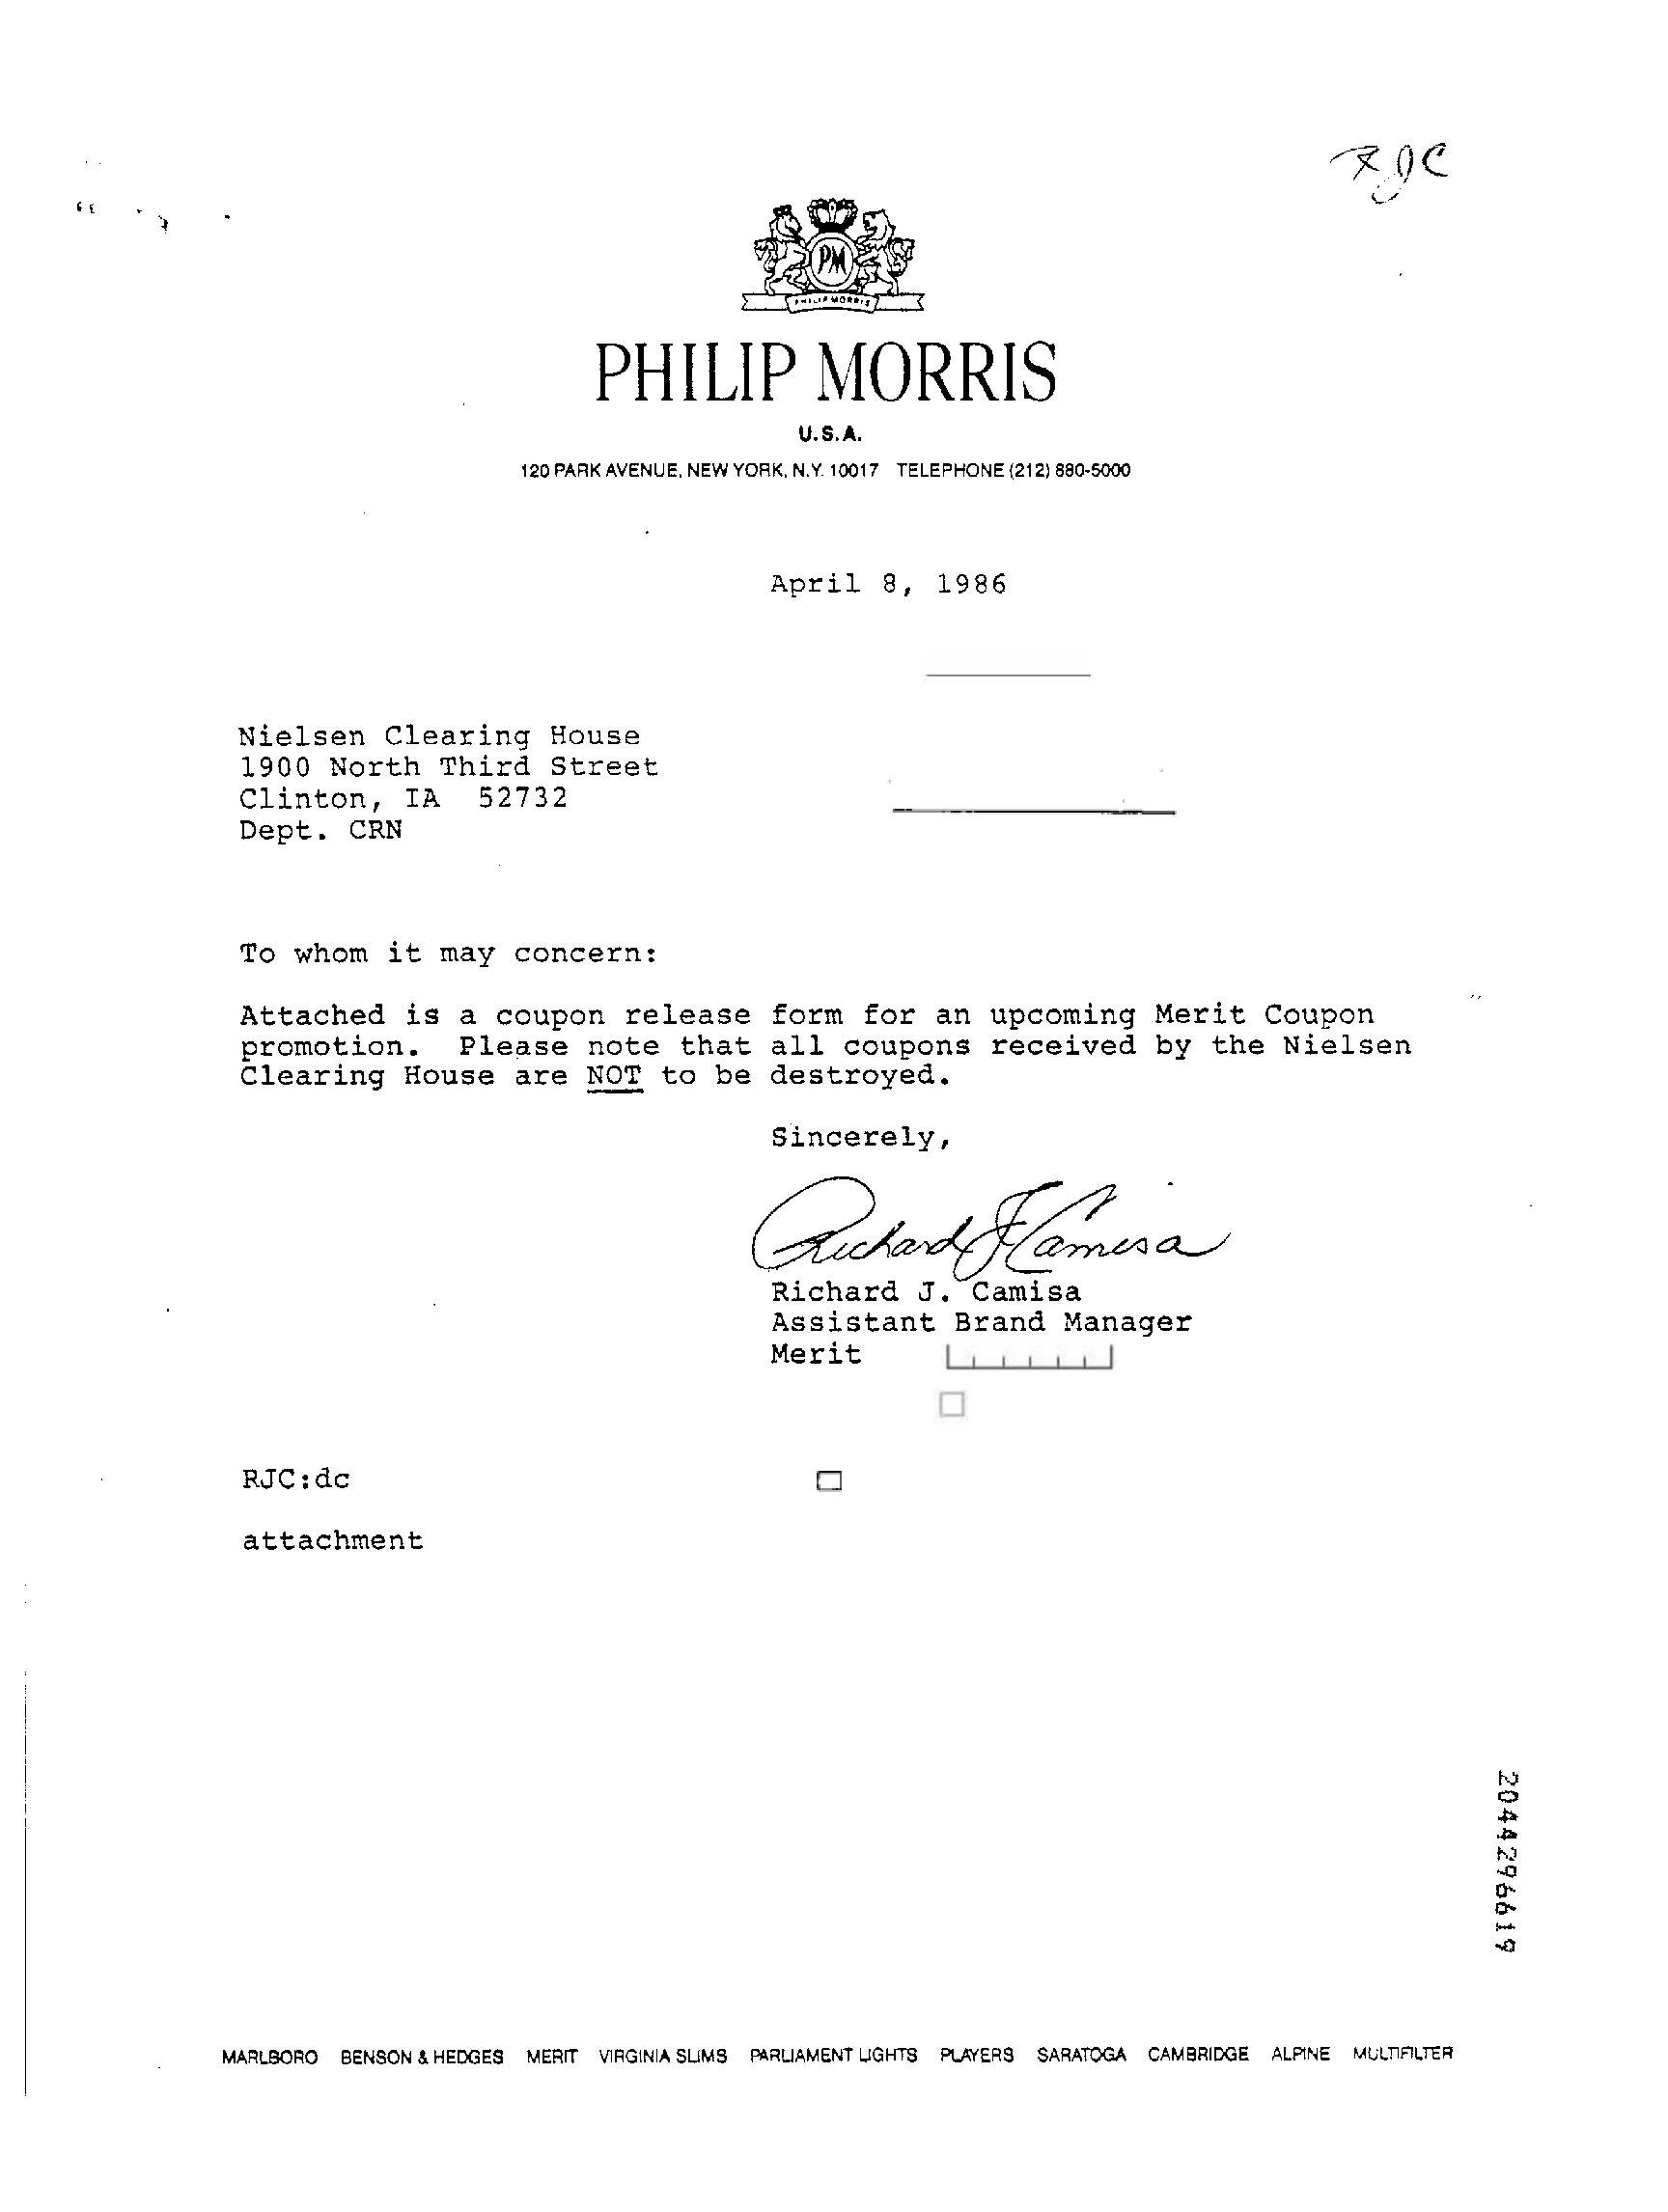 RJC
PM
PHILIP MORRIS
PHILIP MORRIS
U.S.A.
120 PARK AVENUE, NEW YORK, N.Y. 10017 TELEPHONE (212) 880-5000
April 8, 1986
Nielsen Clearing House
1900 North Third Street
Clinton, IA 52732
Dept. CRN
To whom it may concern:
Attached is a coupon release form for an upcoming Merit Coupon
promotion. Please note that all coupons received by the Nielsen
Clearing House are NOT to be destroyed.
Sincerely,
Richard J Camisa
Richard J. Camisa
Assistant Brand Manager
Merit
RJC:dc
attachment
2044296619
MARLBORO BENSON & HEDGES MERIT VIRGINIA SLIMS PARLIAMENT LIGHTS PLAYERS SARATOGA CAMBRIDGE ALPINE MULTIFILTER